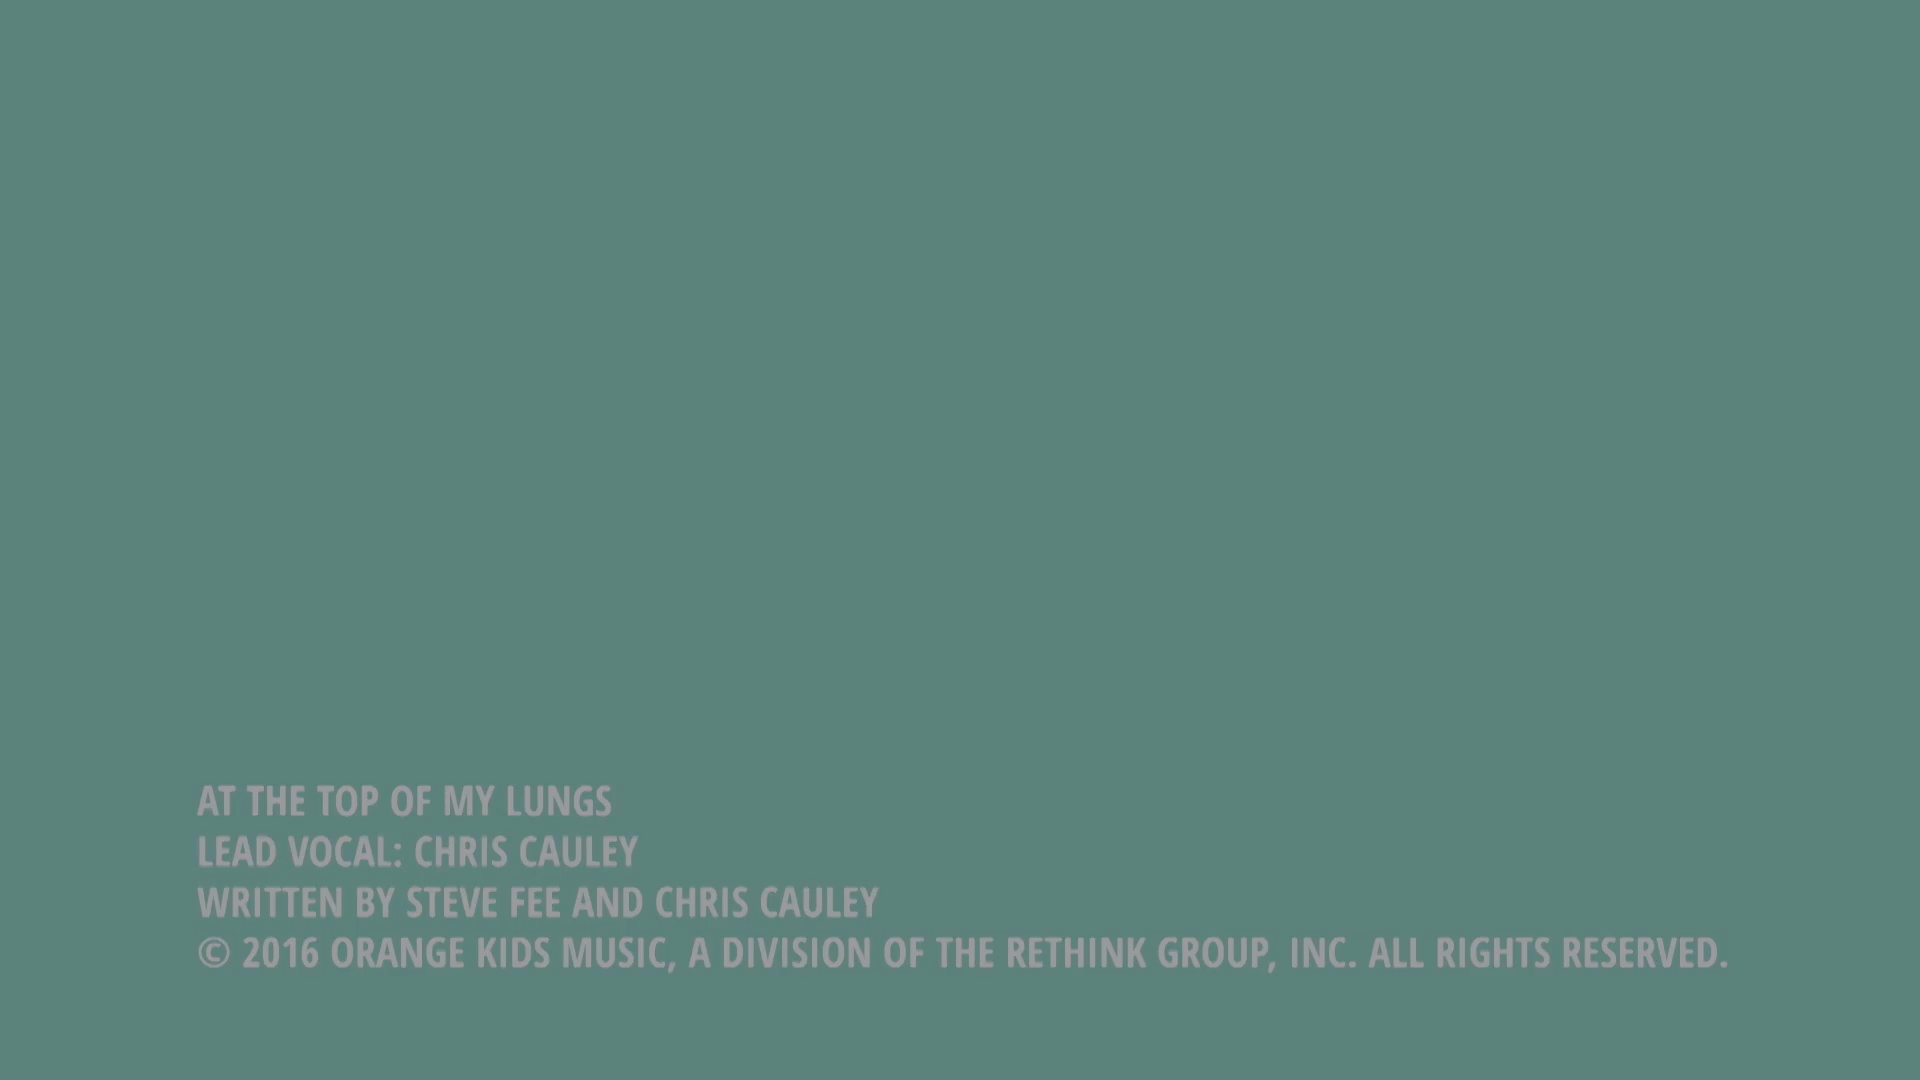 AT THE TOP OF MY LUNGS
LEAD VOCAL: CHRIS CAULEY
WRITTEN BY STEVE FEE AND CHRIS CAULEY
© 2016 ORANGE KIDS MUSIC, A DIVISION OF THE RETHINK GROUP, INC. ALL RIGHTS RESERVED.